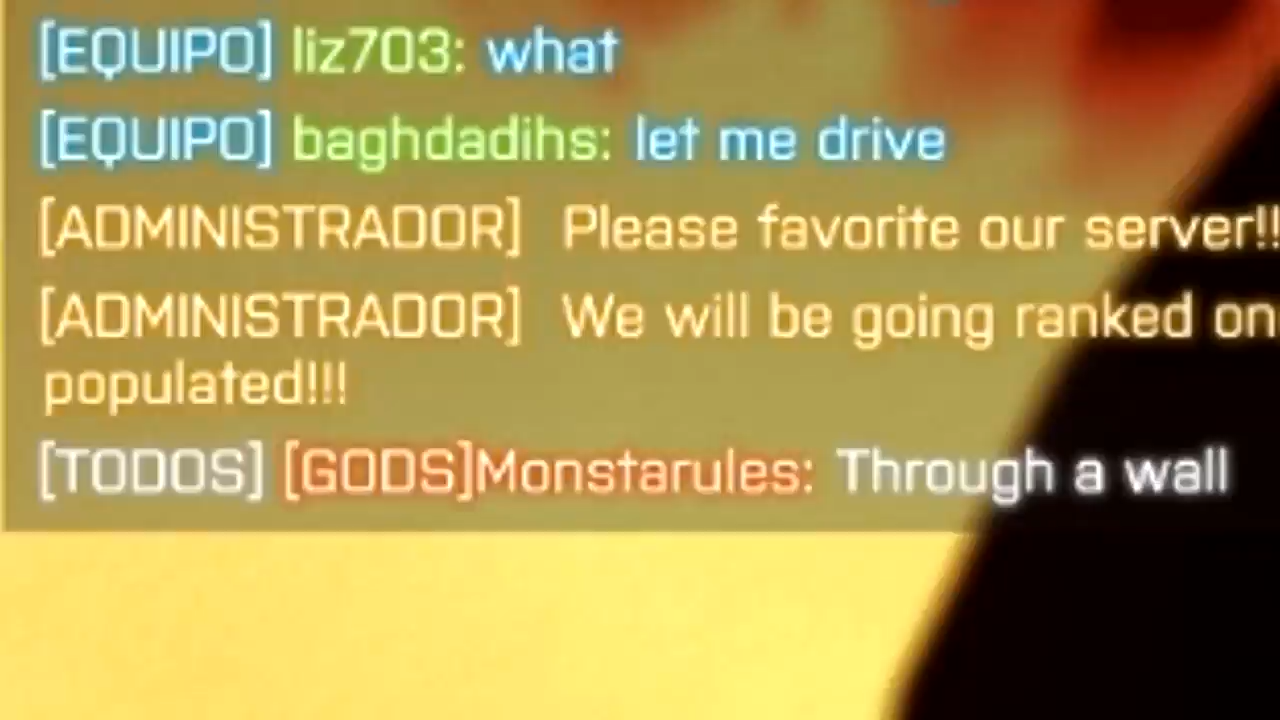 [EQUIPO] liz703: what
[EQUIPO] baghdadihs: let me drive
[ADMINISTRADOR] Please favorite our server!!
[ADMINISTRADOR] We will be going ranked on
populated!!!
[TODOS] [GODS]Monstarules: Through a wall